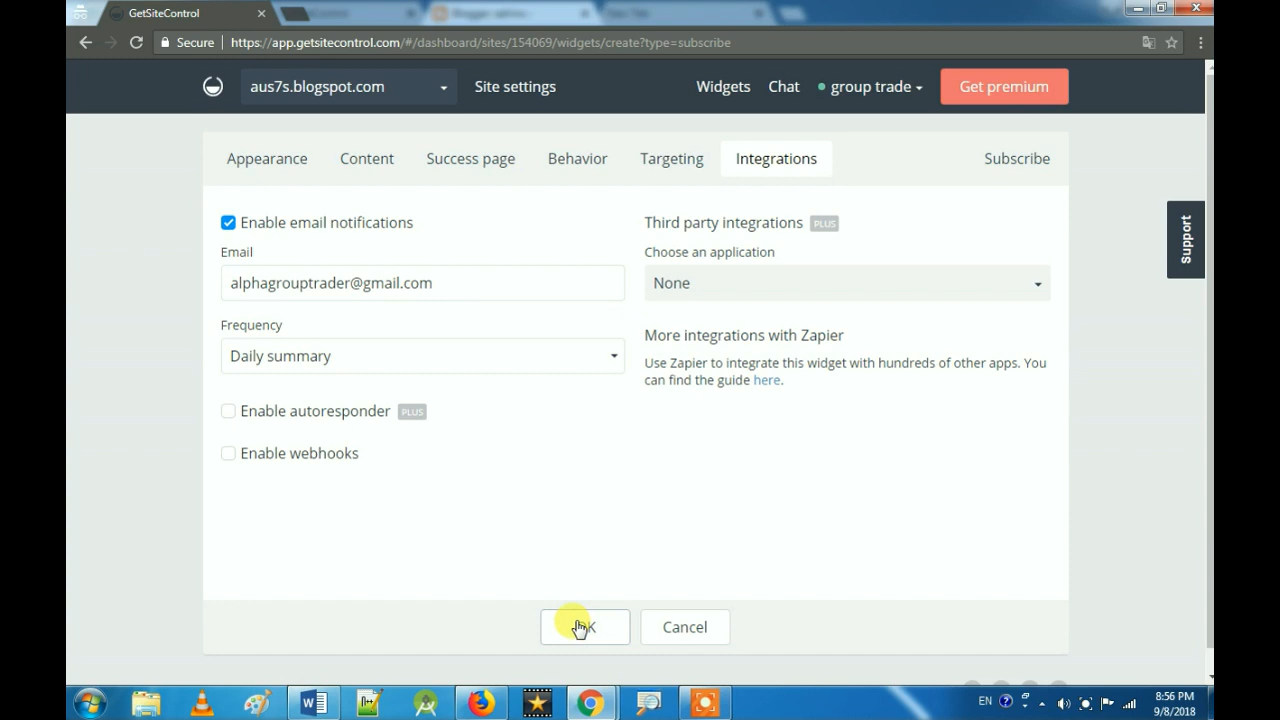 GetSiteControl
Secure
https://app.getsitecontrol.com/#/dashboard/sites/154069/widgets/create?type=subscribe
aus7s.blogspot.com
Site settings
Widgets
Chat
group trade
Get premium
Appearance
Content
Success page
Behavior
Targeting
Integrations
Subscribe
Support
Enable email notifications
Email
alphagrouptrader@gmail.com
Frequency
Daily summary
Enable autoresponder PLUS
Enable webhooks
Third party integrations PLUS
Choose an application
None
More integrations with Zapier
Use Zapier to integrate this widget with hundreds of other apps. You
can find the guide here.
OK
Cancel
EN
8:56 PM
9/8/2018